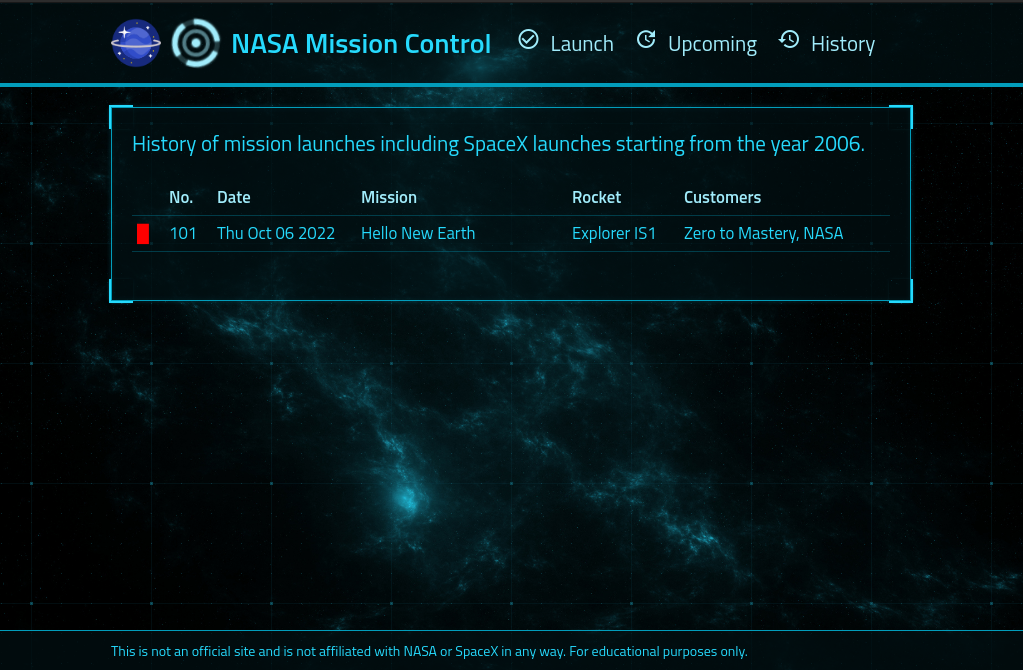 NASA Mission Control Launch Upcoming History
History of mission launches including SpaceX launches starting from the year 2006.
No. Date Mission Rocket Customers
101 Thu Oct 06 2022 Hello New Earth Explorer IS1 Zero to Mastery, NASA
This is not an official site and is not affiliated with NASA or SpaceX in any way. For educational purposes only.